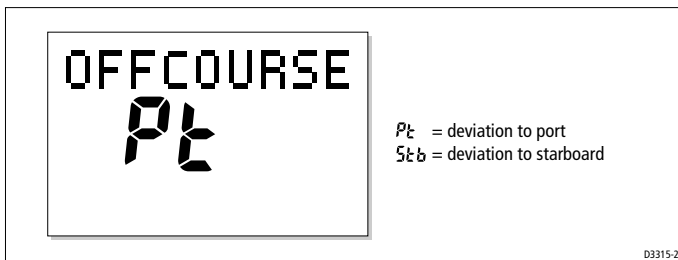 OFFCOURSE
Pt
Pt = deviation to port
Stb = deviation to starboard
D3315-2